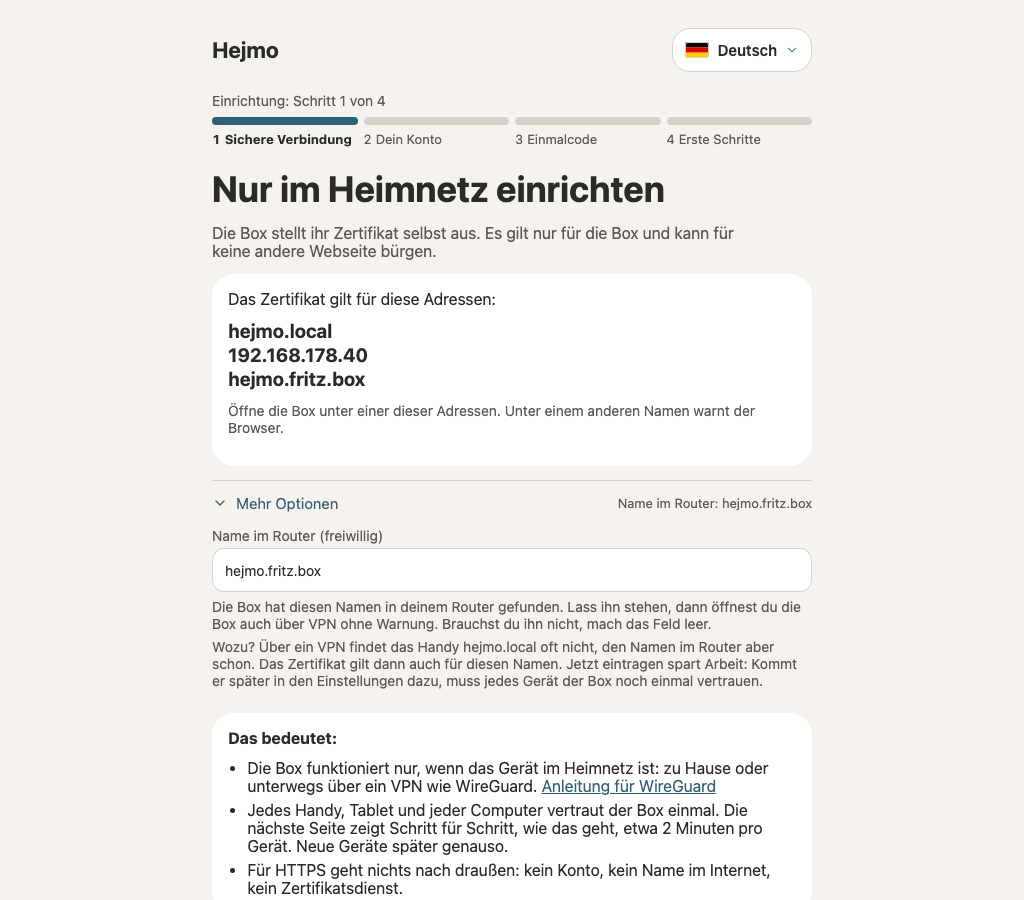 Hejmo
Deutsch
Einrichtung: Schritt 1 von 4
1 Sichere Verbindung
2 Dein Konto
3 Einmalcode
4 Erste Schritte
Nur im Heimnetz einrichten
Die Box stellt ihr Zertifikat selbst aus. Es gilt nur für die Box und kann für
keine andere Webseite bürgen.
Das Zertifikat gilt für diese Adressen:
hejmo.local
192.168.178.40
hejmo.fritz.box
Öffne die Box unter einer dieser Adressen. Unter einem anderen Namen warnt der
Browser.
Mehr Optionen
Name im Router: hejmo.fritz.box
Name im Router (freiwillig)
hejmo.fritz.box
Die Box hat diesen Namen in deinem Router gefunden. Lass ihn stehen, dann öffnest du die
Box auch über VPN ohne Warnung. Brauchst du ihn nicht, mach das Feld leer.
Wozu? Über ein VPN findet das Handy hejmo.local oft nicht, den Namen im Router aber
schon. Das Zertifikat gilt dann auch für diesen Namen. Jetzt eintragen spart Arbeit: Kommt
er später in den Einstellungen dazu, muss jedes Gerät der Box noch einmal vertrauen.
Das bedeutet:
• Die Box funktioniert nur, wenn das Gerät im Heimnetz ist: zu Hause oder
unterwegs über ein VPN wie WireGuard. Anleitung für WireGuard
• Jedes Handy, Tablet und jeder Computer vertraut der Box einmal. Die
nächste Seite zeigt Schritt für Schritt, wie das geht, etwa 2 Minuten pro
Gerät. Neue Geräte später genauso.
• Für HTTPS geht nichts nach draußen: kein Konto, kein Name im Internet,
kein Zertifikatsdienst.